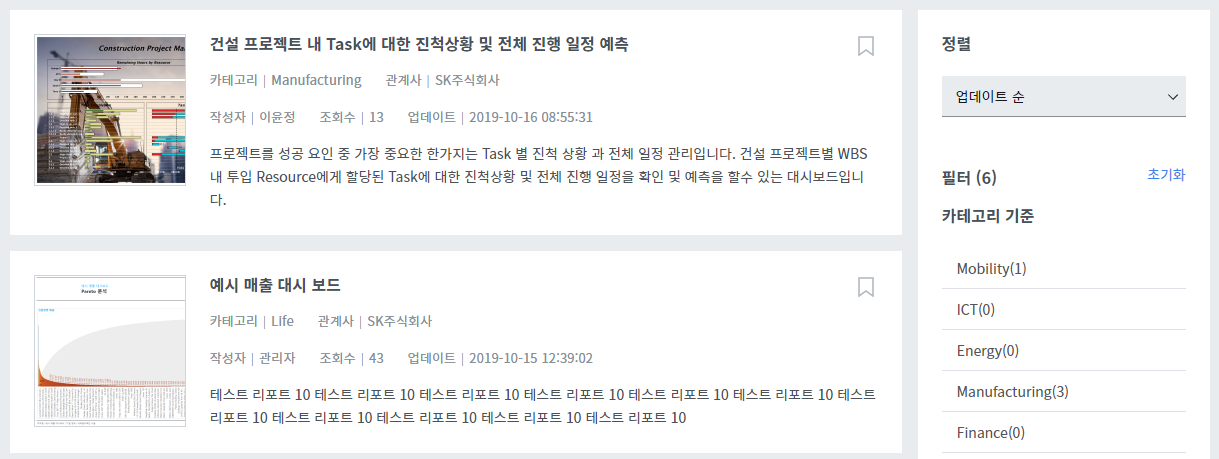 건설 프로젝트 내 Task에 대한 진척상황 및 전체 진행 일정 예측
카테고리 | Manufacturing 관계사 | SK주식회사
작성자 | 이윤정 조회수 | 13 업데이트 | 2019-10-16 08:55:31
프로젝트를 성공 요인 중 가장 중요한 한가지는 Task 별 진척 상황 과 전체 일정 관리입니다. 건설 프로젝트별 WBS
내 투입 Resource에게 할당된 Task에 대한 진척상황 및 전체 진행 일정을 확인 및 예측을 할수 있는 대시보드입니
다.
Construction Project Ma
Remaining Hours by Resource
예시 매출 대시 보드
카테고리 | Life 관계사 | SK주식회사
작성자 | 관리자 조회수 | 43 업데이트 | 2019-10-15 12:39:02
테스트 리포트 10 테스트 리포트 10 테스트 리포트 10 테스트 리포트 10 테스트 리포트 10 테스트 리포트 10 테스트
리포트 10 테스트 리포트 10 테스트 리포트 10 테스트 리포트 10 테스트 리포트 10
Pareto 분석
정렬
업데이트 순
필터 (6)
초기화
카테고리 기준
Mobility(1)
ICT(0)
Energy(0)
Manufacturing(3)
Finance(0)